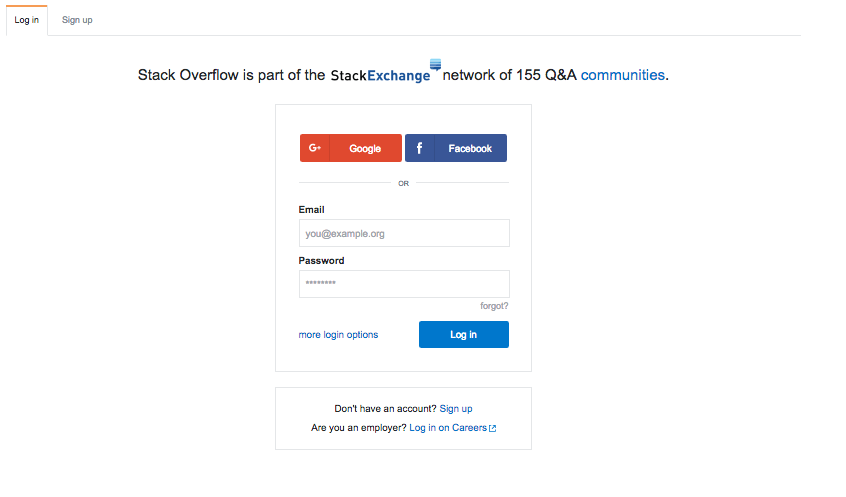 Log in Sign up
Stack Overflow is part of the StackExchange network of 155 Q&A communities.
G+ Google f Facebook
OR
Email
you@example.org
Password
********
forgot?
more login options Log in
Don't have an account? Sign up
Are you an employer? Log in on Careers